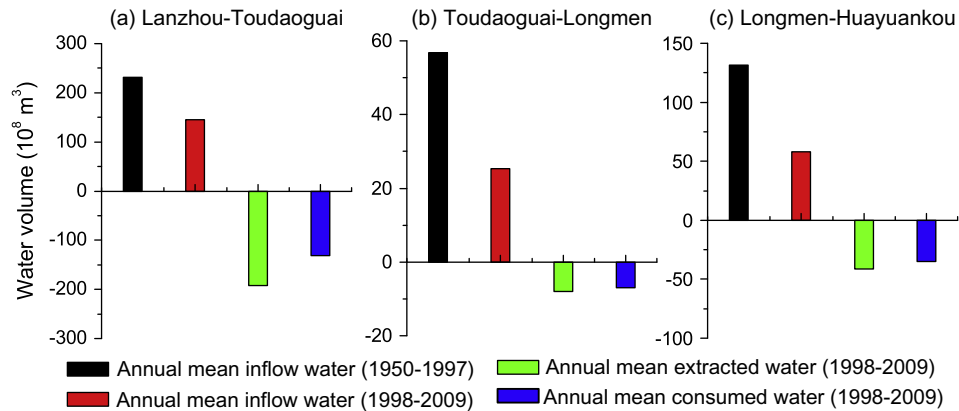 (a) Lanzhou-Toudaoguai
(b) Toudaoguai-Longmen
(c) Longmen-Huayuankou
Water volume (10⁸ m³)
300
200
100
0
-100
-200
-300
60
40
20
0
-20
150
100
50
0
-50
-100
Annual mean inflow water (1950-1997)
Annual mean extracted water (1998-2009)
Annual mean inflow water (1998-2009)
Annual mean consumed water (1998-2009)